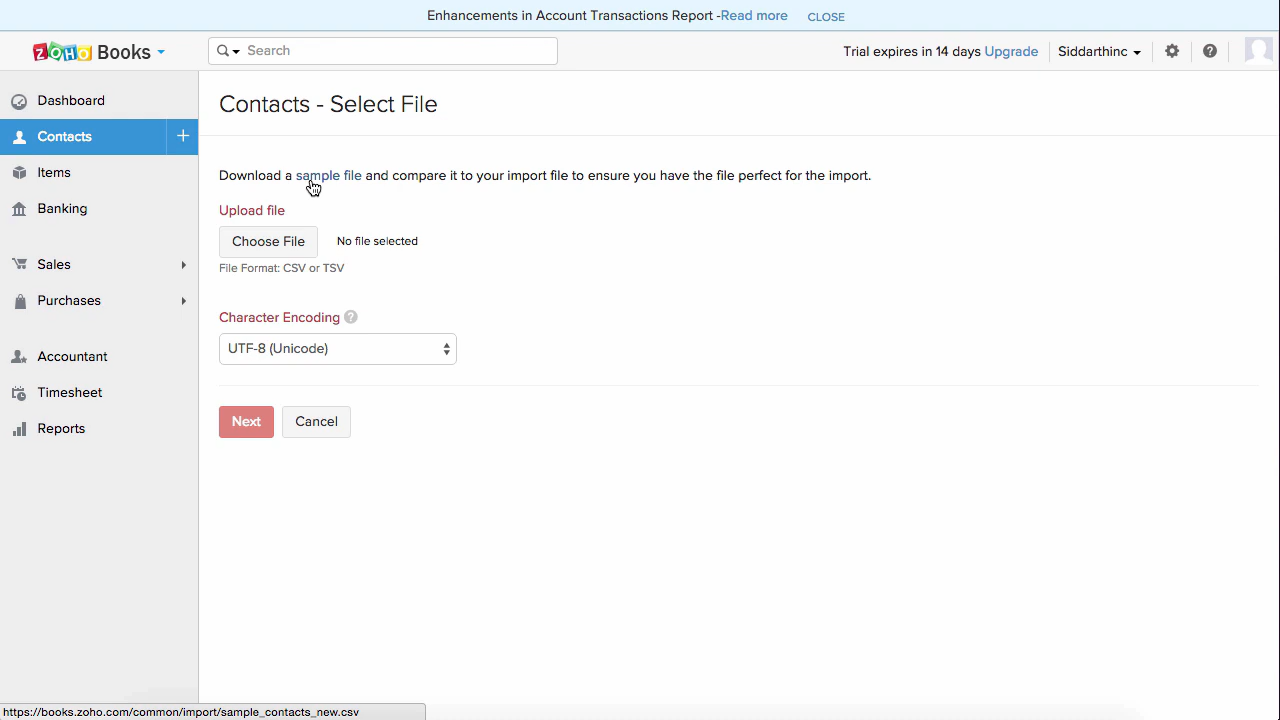 Enhancements in Account Transactions Report -Read more CLOSE
ZOHO Books Search Trial expires in 14 days Upgrade Siddarthinc
Dashboard
Contacts +
Items
Banking
Sales
Purchases
Accountant
Timesheet
Reports
Contacts - Select File
Download a sample file and compare it to your import file to ensure you have the file perfect for the import.
Upload file
Choose File No file selected
File Format: CSV or TSV
Character Encoding ?
UTF-8 (Unicode)
Next Cancel
https://books.zoho.com/common/import/sample_contacts_new.csv